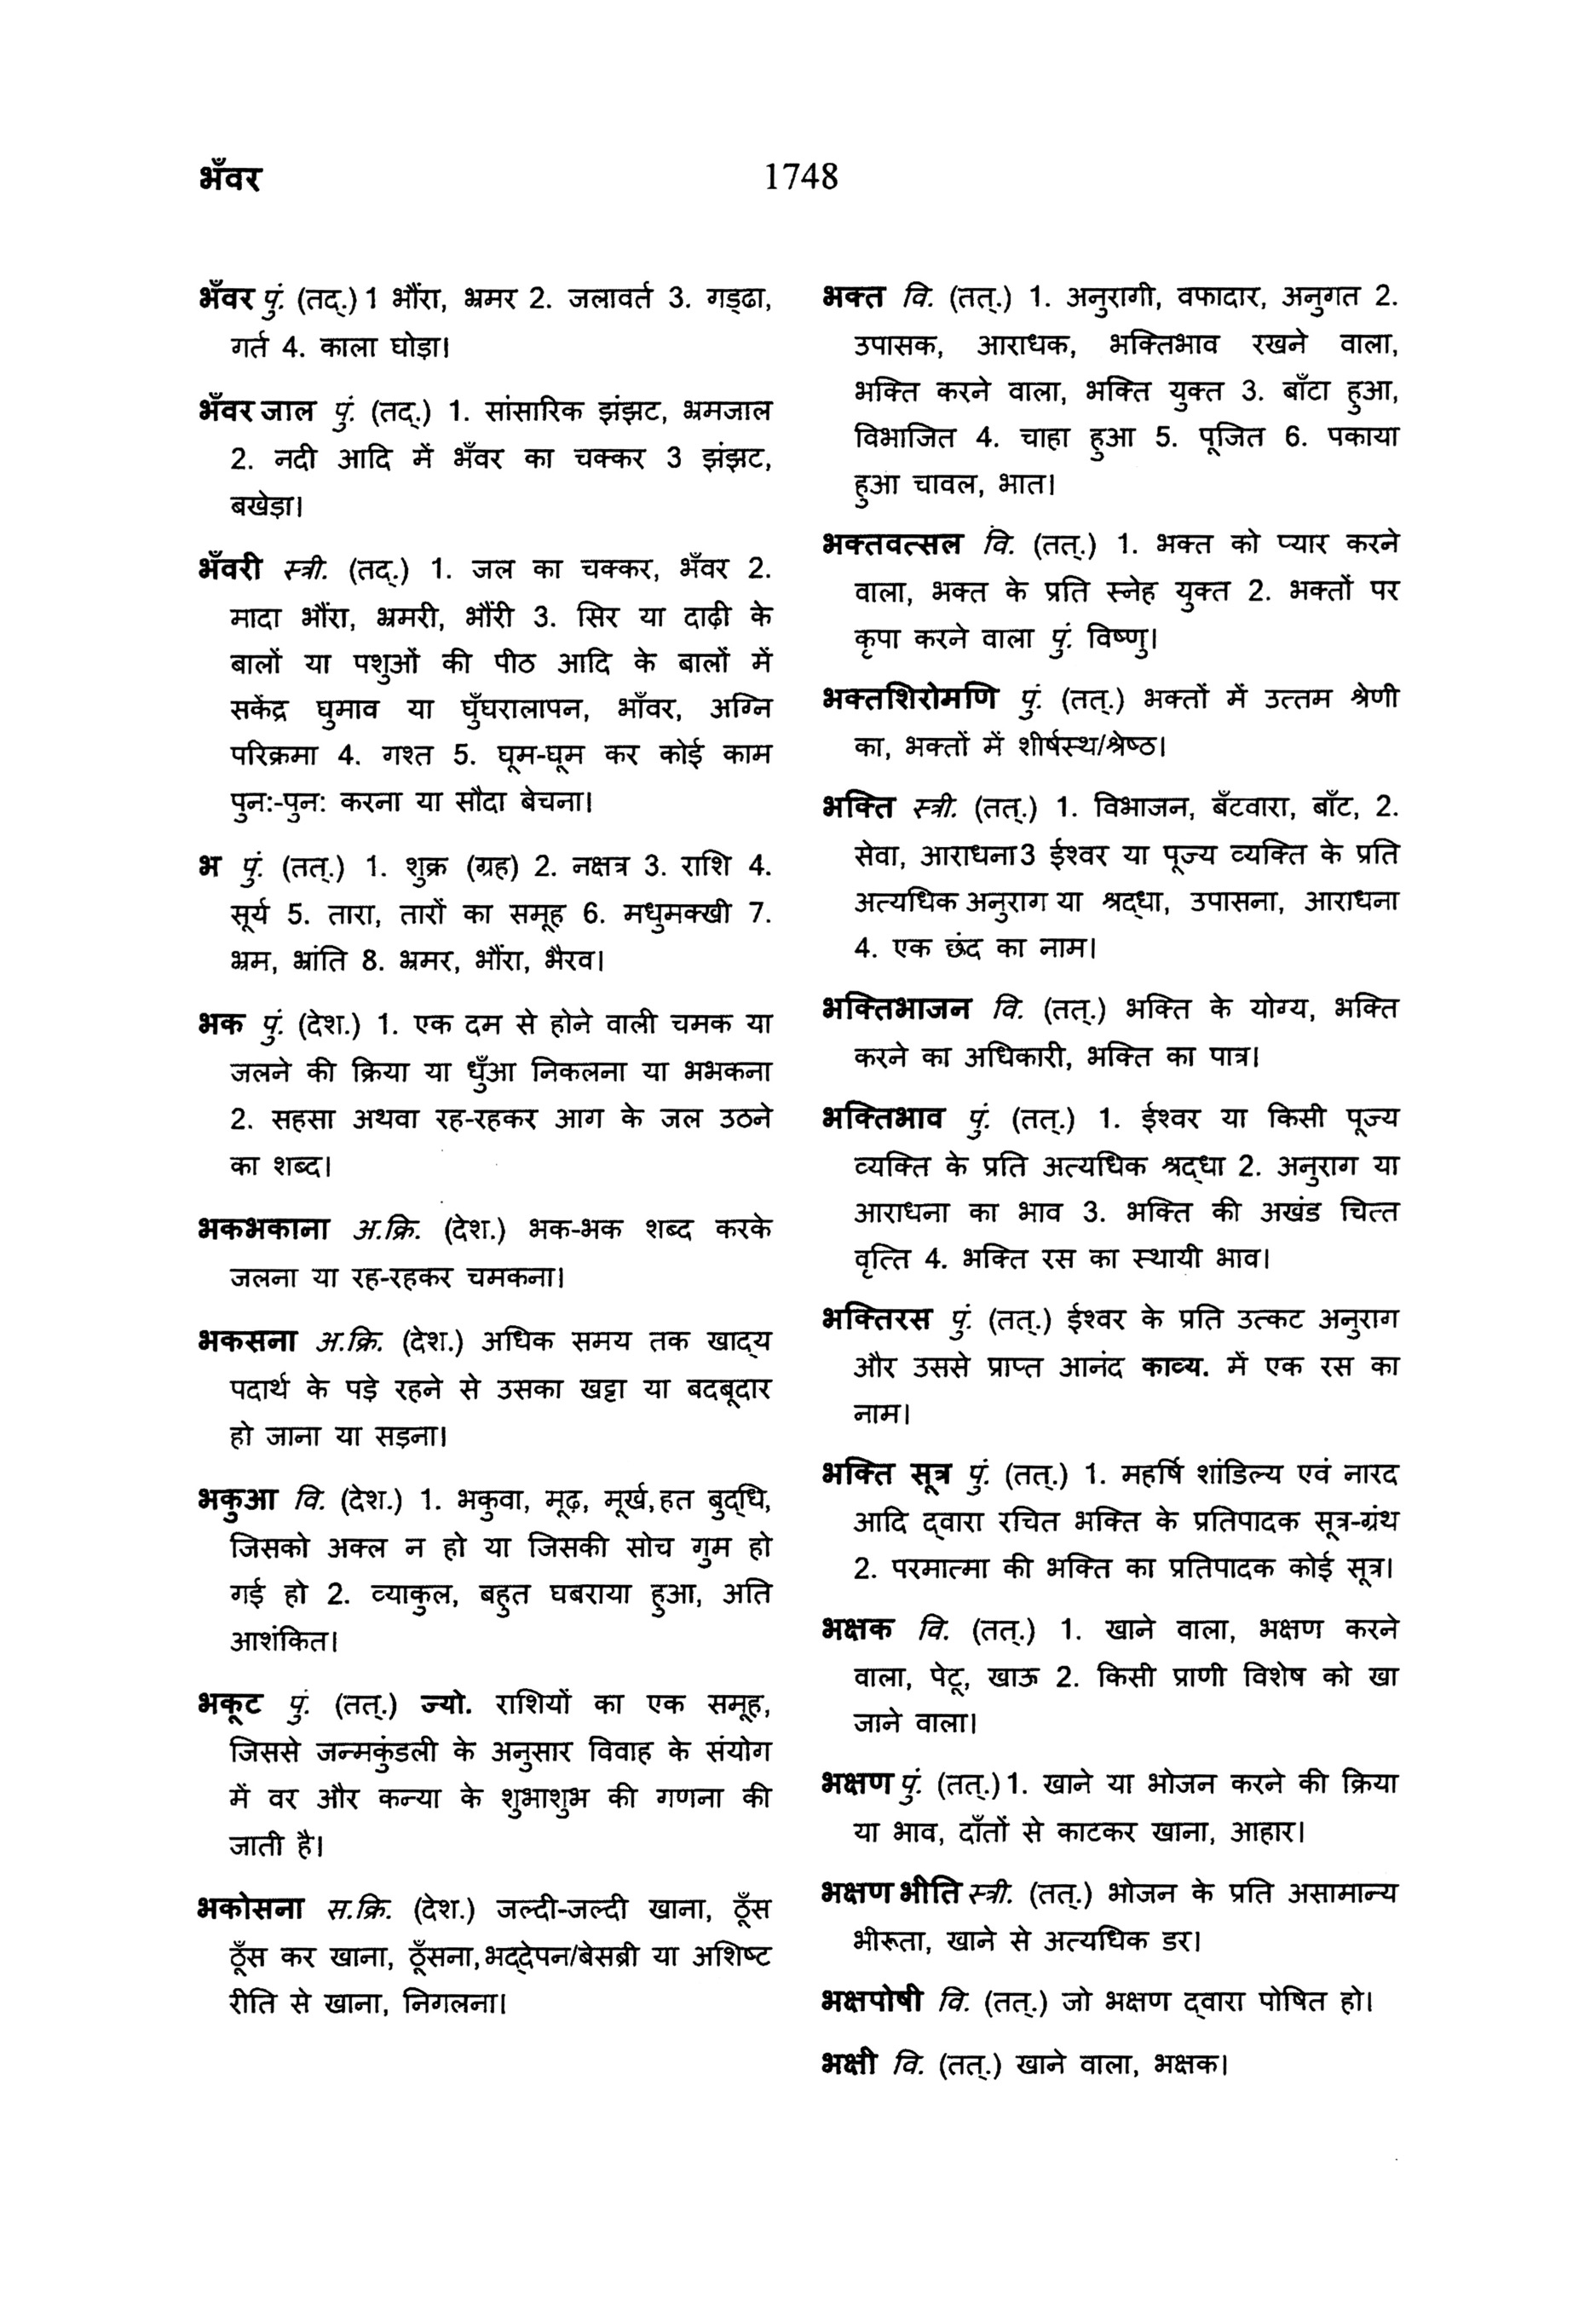 भँवर
1748
भँवर पुं. (तद्.) 1 भौंरा, भ्रमर 2. जलावर्त 3. गड्ढा,
गर्त 4. काला घोड़ा।
भँवर जाल पुं. (तद्.) 1. सांसारिक झंझट, भ्रमजाल
2. नदी आदि में भँवर का चक्कर 3 झंझट,
बखेड़ा।
भँवरी स्त्री. (तद्.) 1. जल का चक्कर, भँवर 2.
मादा भौंरा, भ्रमरी, भौंरी 3. सिर या दाढ़ी के
बालों या पशुओं की पीठ आदि के बालों में
सकेंद्र घुमाव या घुँघरालापन, भाँवर, अग्नि
परिक्रमा 4. गश्त 5. घूम-घूम कर कोई काम
पुन:-पुन: करना या सौदा बेचना।
भ पुं. (तत्.) 1. शुक्र (ग्रह) 2. नक्षत्र 3. राशि 4.
सूर्य 5. तारा, तारों का समूह 6. मधुमक्खी 7.
भ्रम, भ्रांति 8. भ्रमर, भौंरा, भैरव।
भक पुं. (देश.) 1. एक दम से होने वाली चमक या
जलने की क्रिया या धुँआ निकलना या भभकना
2. सहसा अथवा रह-रहकर आग के जल उठने
का शब्द।
भकभकाना अ.क्रि. (देश.) भक-भक शब्द करके
जलना या रह-रहकर चमकना।
भकसना अ.क्रि. (देश.) अधिक समय तक खाद्‍य
पदार्थ के पड़े रहने से उसका खट्टा या बदबूदार
हो जाना या सड़ना।
भकुआ वि. (देश.) 1. भकुवा, मूढ़, मूर्ख, हत बुद्‍धि,
जिसको अक्ल न हो या जिसकी सोच गुम हो
गई हो 2. व्याकुल, बहुत घबराया हुआ, अति
आशंकित।
भकूट पुं. (तत्.) ज्यो. राशियों का एक समूह,
जिससे जन्मकुंडली के अनुसार विवाह के संयोग
में वर और कन्या के शुभाशुभ की गणना की
जाती है।
भकोसना स.क्रि. (देश.) जल्दी-जल्दी खाना, ठूँस
ठूँस कर खाना, ठूँसना, भद्‍देपन/बेसब्री या अशिष्ट
रीति से खाना, निगलना।
भक्त वि. (तत्.) 1. अनुरागी, वफादार, अनुगत 2.
उपासक, आराधक, भक्तिभाव रखने वाला,
भक्ति करने वाला, भक्ति युक्त 3. बाँटा हुआ,
विभाजित 4. चाहा हुआ 5. पूजित 6. पकाया
हुआ चावल, भात।
भक्तवत्सल वि. (तत्.) 1. भक्त को प्यार करने
वाला, भक्त के प्रति स्नेह युक्त 2. भक्तों पर
कृपा करने वाला पुं. विष्णु।
भक्तशिरोमणि पुं. (तत्.) भक्तों में उत्तम श्रेणी
का, भक्तों में शीर्षस्थ/श्रेष्ठ।
भक्ति स्त्री. (तत्.) 1. विभाजन, बँटवारा, बाँट, 2.
सेवा, आराधना3 ईश्वर या पूज्य व्यक्ति के प्रति
अत्यधिक अनुराग या श्रद्‍धा, उपासना, आराधना
4. एक छंद का नाम।
भक्तिभाजन वि. (तत्.) भक्ति के योग्य, भक्ति
करने का अधिकारी, भक्ति का पात्र।
भक्तिभाव पुं. (तत्.) 1. ईश्वर या किसी पूज्य
व्यक्ति के प्रति अत्यधिक श्रद्‍धा 2. अनुराग या
आराधना का भाव 3. भक्ति की अखंड चित्त
वृत्ति 4. भक्ति रस का स्थायी भाव।
भक्तिरस पुं. (तत्.) ईश्वर के प्रति उत्कट अनुराग
और उससे प्राप्त आनंद काव्य. में एक रस का
नाम।
भक्ति सूत्र पुं. (तत्.) 1. महर्षि शांडिल्य एवं नारद
आदि द्‍वारा रचित भक्ति के प्रतिपादक सूत्र-ग्रंथ
2. परमात्मा की भक्ति का प्रतिपादक कोई सूत्र।
भक्षक वि. (तत्.) 1. खाने वाला, भक्षण करने
वाला, पेटू, खाऊ 2. किसी प्राणी विशेष को खा
जाने वाला।
भक्षण पुं. (तत्.) 1. खाने या भोजन करने की क्रिया
या भाव, दाँतों से काटकर खाना, आहार।
भक्षण भीति स्त्री. (तत्.) भोजन के प्रति असामान्य
भीरूता, खाने से अत्यधिक डर।
भक्षपोषी वि. (तत्.) जो भक्षण द्‍वारा पोषित हो।
भक्षी वि. (तत्.) खाने वाला, भक्षक।